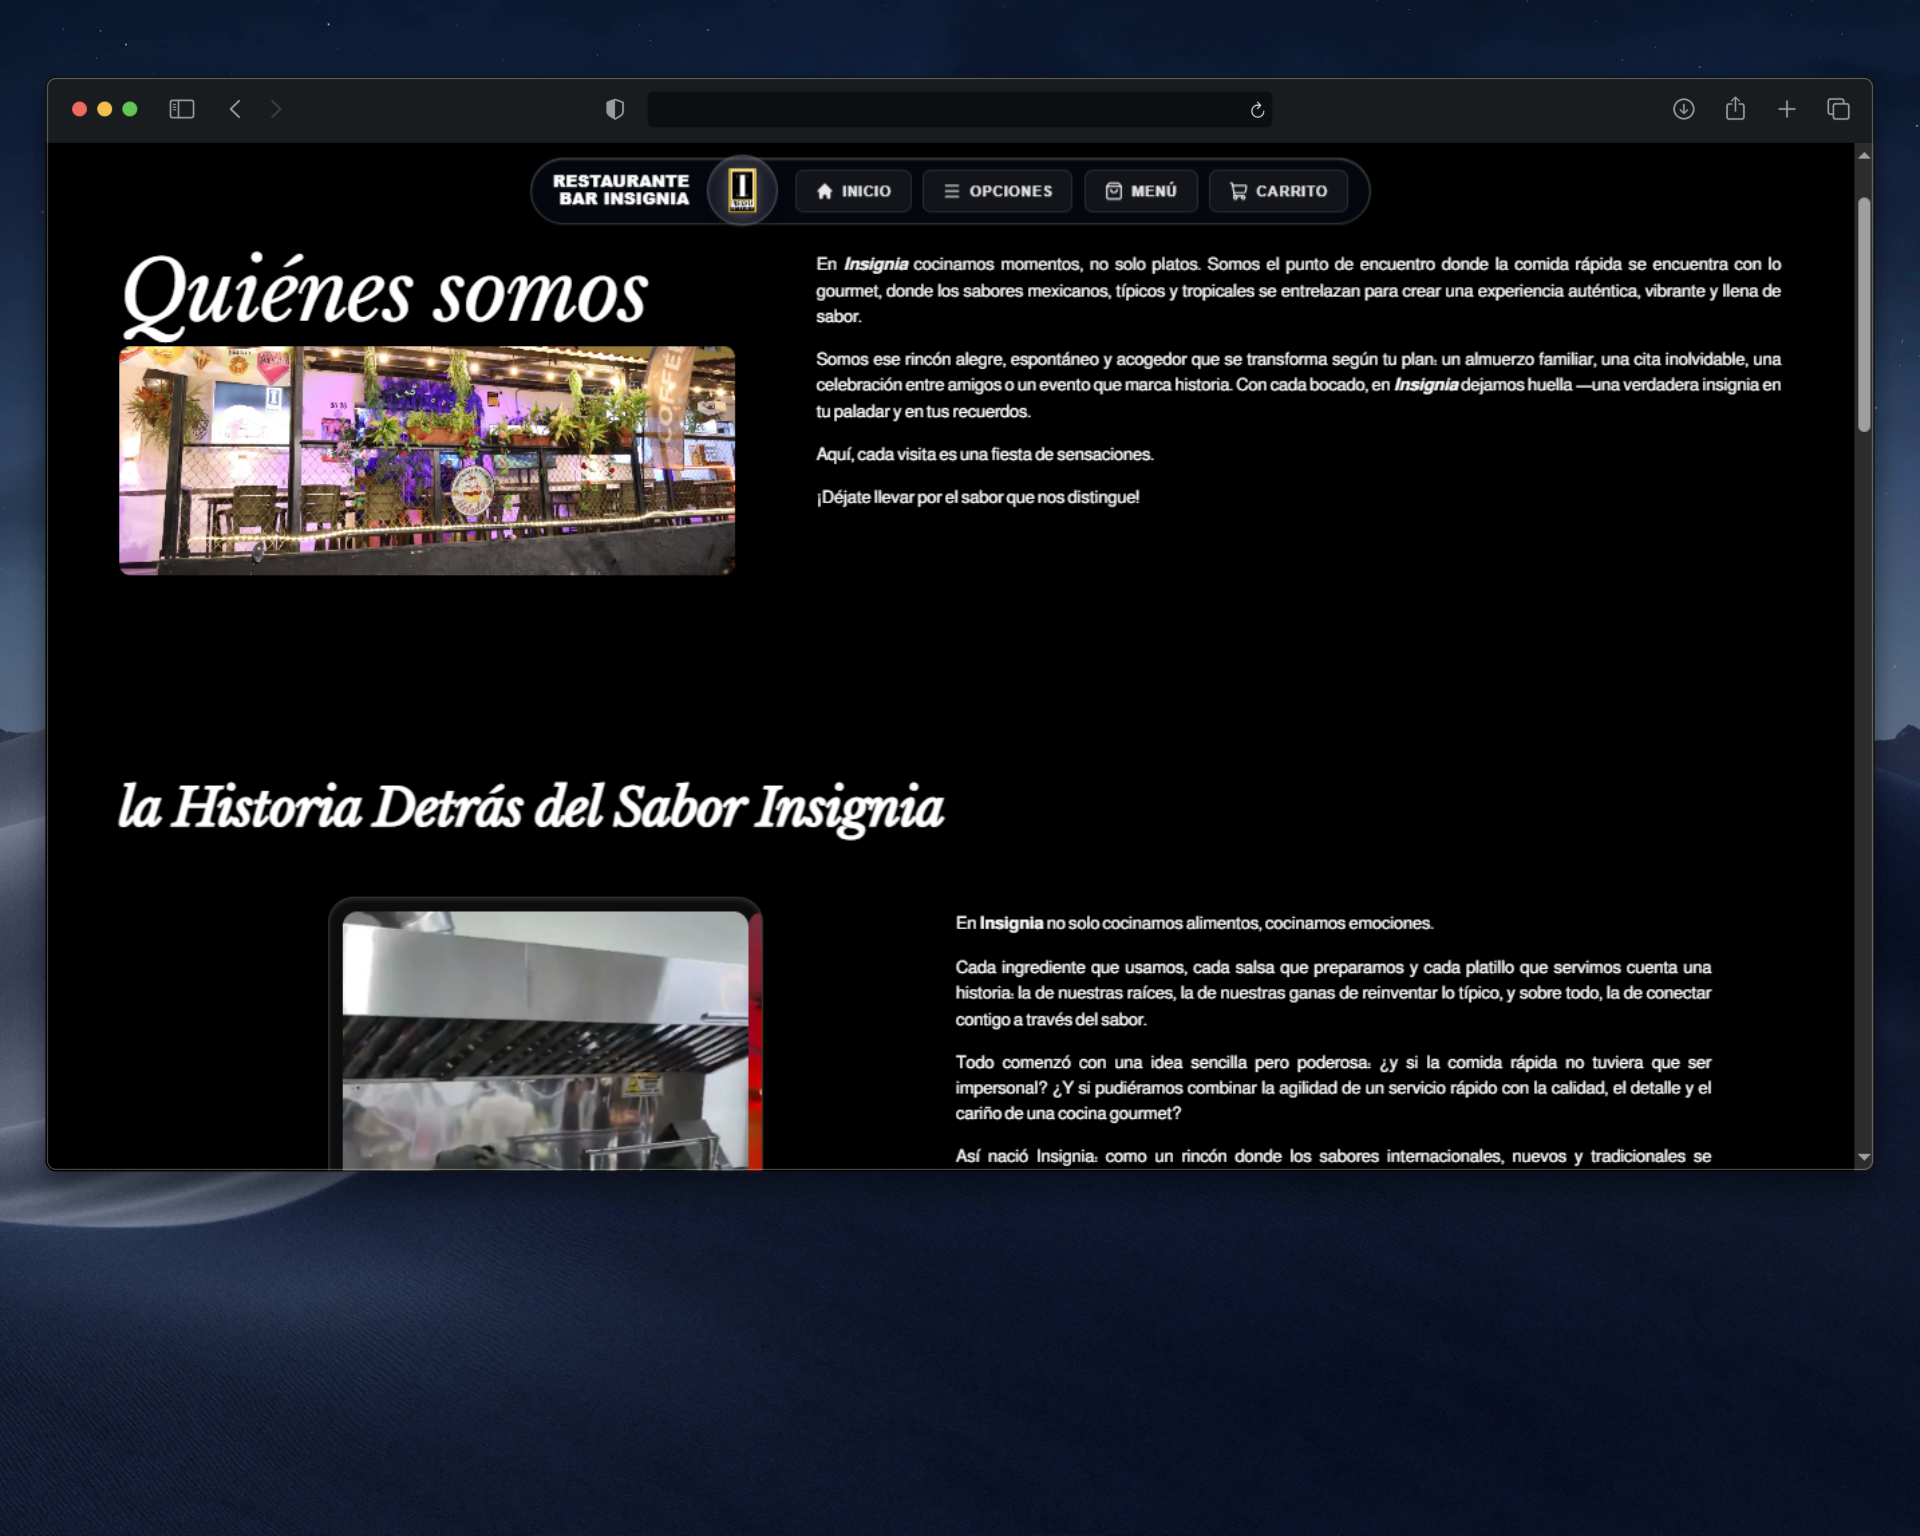 RESTAURANTE
BAR INSIGNIA
INICIO
OPCIONES
MENÚ
CARRITO
Quiénes somos
COFFE
En Insignia cocinamos momentos, no solo platos. Somos el punto de encuentro donde la comida rápida se encuentra con lo
gourmet, donde los sabores mexicanos, típicos y tropicales se entrelazan para crear una experiencia auténtica, vibrante y llena de
sabor.
Somos ese rincón alegre, espontáneo y acogedor que se transforma según tu plan: un almuerzo familiar, una cita inolvidable, una
celebración entre amigos o un evento que marca historia. Con cada bocado, en Insignia dejamos huella —una verdadera insignia en
tu paladar y en tus recuerdos.
Aquí, cada visita es una fiesta de sensaciones.
¡Déjate llevar por el sabor que nos distingue!
la Historia Detrás del Sabor Insignia
En Insignia no solo cocinamos alimentos, cocinamos emociones.
Cada ingrediente que usamos, cada salsa que preparamos y cada platillo que servimos cuenta una
historia: la de nuestras raíces, la de nuestras ganas de reinventar lo típico, y sobre todo, la de conectar
contigo a través del sabor.
Todo comenzó con una idea sencilla pero poderosa: ¿y si la comida rápida no tuviera que ser
impersonal? ¿Y si pudiéramos combinar la agilidad de un servicio rápido con la calidad, el detalle y el
cariño de una cocina gourmet?
Así nació Insignia: como un rincón donde los sabores internacionales, nuevos y tradicionales se